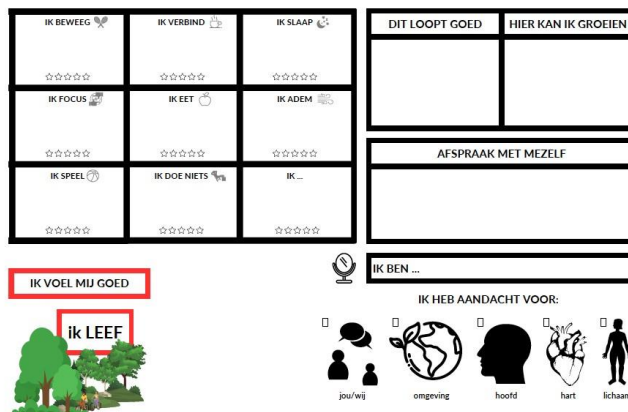 IK BEWEEG
IK VERBIND
IK SLAAP
IK FOCUS
IK EET
IK ADEM
IK SPEEL
IK DOE NIETS
IK ...
DIT LOOPT GOED
HIER KAN IK GROEIEN
AFSPRAAK MET MEZELF
IK BEN ...
IK VOEL MIJ GOED
ik LEEF
IK HEB AANDACHT VOOR:
jou/wij
omgeving
hoofd
hart
lichaam